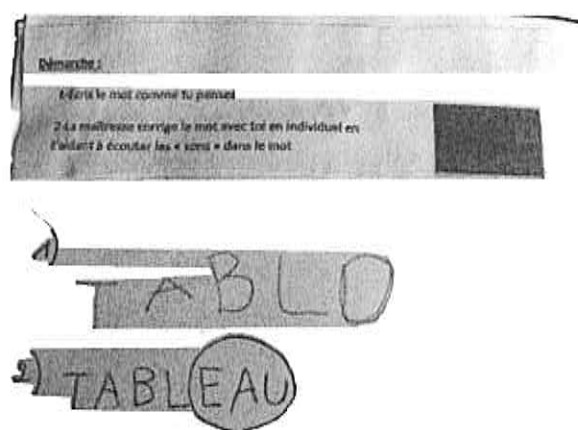 Démarche :
1-Ecris le mot comme tu penses
2-La maîtresse corrige le mot avec toi en individuel en
t'aidant à écouter les « sons » dans le mot
1)
TABLO
2) TABLEAU